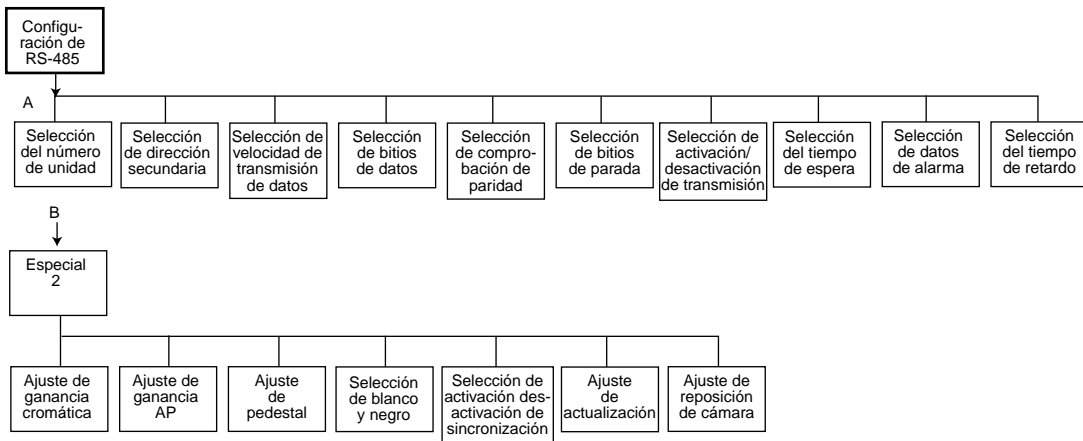 Configu-
ración de
RS-485
A
Selección
del número
de unidad
Selección
de dirección
secundaria
Selección de
velocidad de
transmisión
de datos
Selección
de bitios
de datos
Selección
de compro-
bación de
paridad
Selección
de bitios
de parada
Selección de
activación/
desactivación
de transmisión
Selección
del tiempo
de espera
Selección
de datos
de alarma
Selección
del tiempo
de retardo
B
Especial
2
Ajuste de
ganancia
cromática
Ajuste de
ganancia
AP
Ajuste
de
pedestal
Selección
de blanco
y negro
Selección de
activación des-
activación de
sincronización
Ajuste
de
actualización
Ajuste de
reposición
de cámara